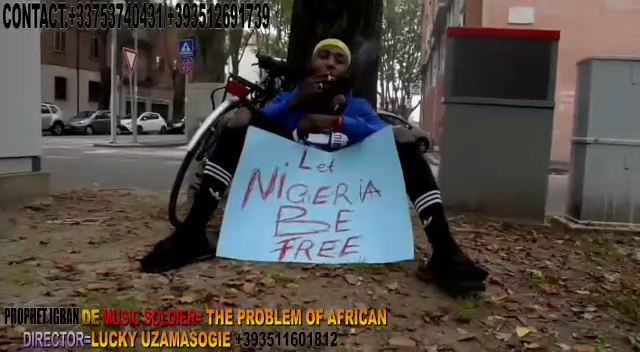 CONTACT.+33753740431/+393512691739
Let
NiGERiA
BE
FREE
PROPHET IGRAN DE MUSIC SOLDIER= THE PROBLEM OF AFRICAN
DIRECTOR=LUCKY UZAMASOGIE +393511601812